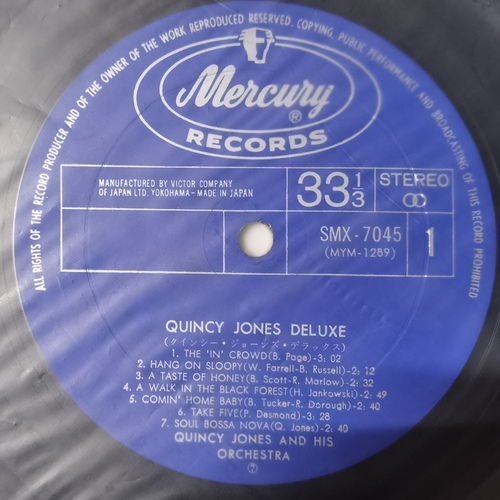 ALL RIGHTS OF THE RECORD PRODUCER AND OF THE OWNER OF THE WORK REPRODUCED RESERVED. COPYING, PUBLIC PERFORMANCE AND BROADCASTING OF THIS RECORD PROHIBITED
Mercury
®
RECORDS
MANUFACTURED BY VICTOR COMPANY
OF JAPAN LTD. YOKOHAMA - MADE IN JAPAN
33 1/3
STEREO
SMX-7045
(MYM-1289)
1
QUINCY JONES DELUXE
(クインシー・ジョーンズ・デラックス)
1. THE 'IN' CROWD(B. Page)-3: 02
2. HANG ON SLOOPY(W. Farrell-B. Russell)-2: 12
3. A TASTE OF HONEY(B. Scott-R. Marlow)-2: 32
4. A WALK IN THE BLACK FOREST(H. Jankowski)-2: 49
5. COMIN' HOME BABY(B. Tucker-R. Dorough)-2: 40
6. TAKE FIVE(P. Desmond)-3: 28
7. SOUL BOSSA NOVA(Q. Jones)-2: 40
QUINCY JONES AND HIS
ORCHESTRA